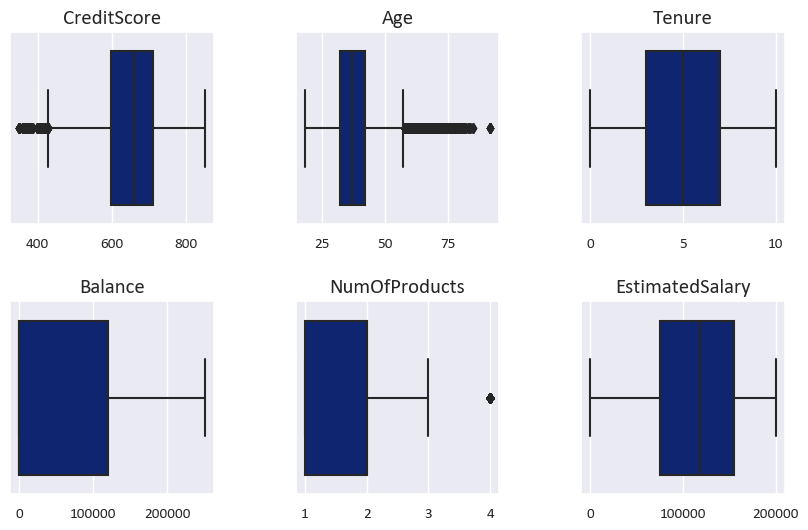 CreditScore
Age
Tenure
400 600 800
25 50 75
0 5 10
Balance
NumOfProducts
EstimatedSalary
0 100000 200000
1 2 3 4
0 100000 200000